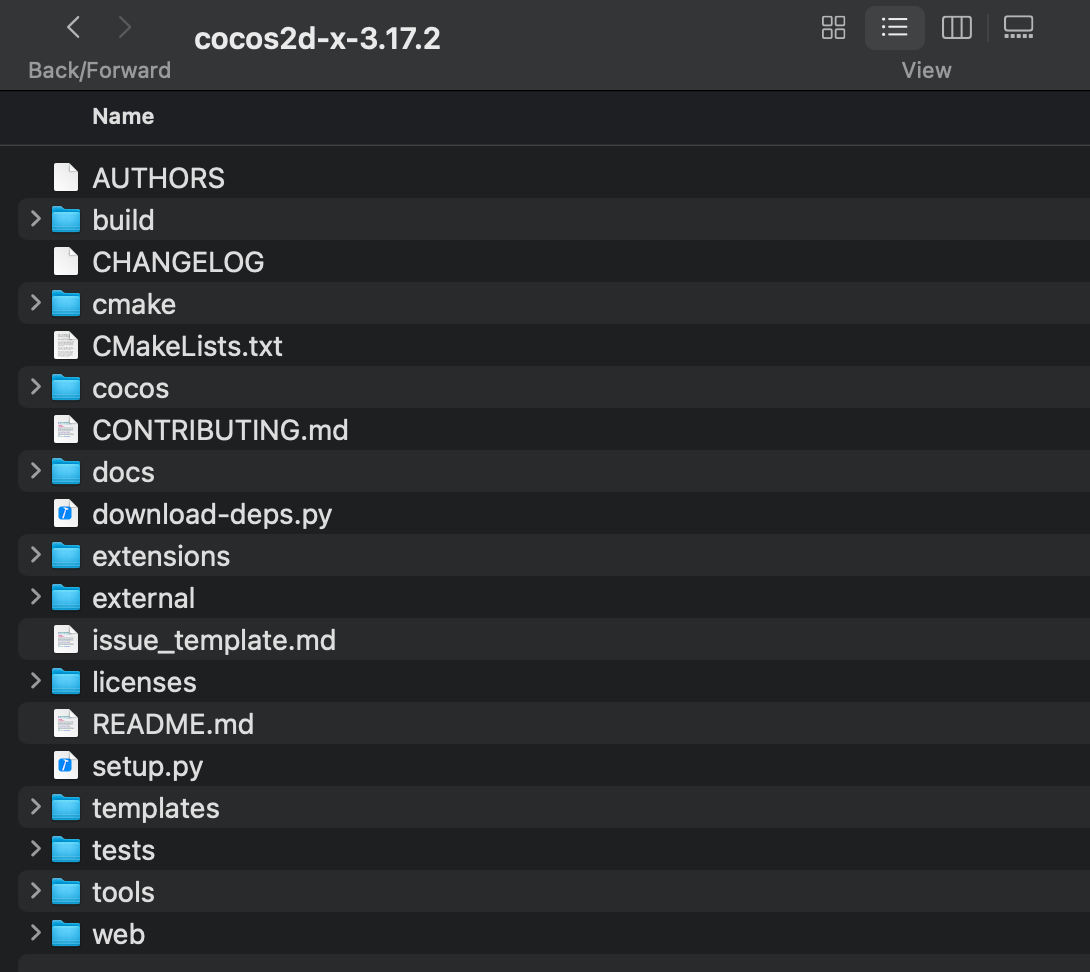 cocos2d-x-3.17.2
Back/Forward
View
Name
AUTHORS
build
CHANGELOG
cmake
CMakeLists.txt
cocos
CONTRIBUTING.md
docs
download-deps.py
extensions
external
issue_template.md
licenses
README.md
setup.py
templates
tests
tools
web